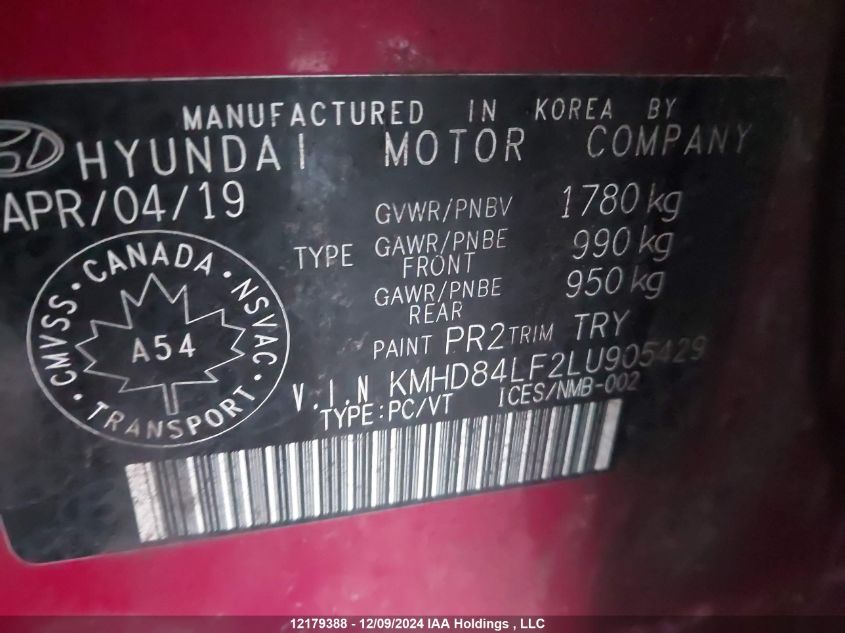 MANUFACTURED IN KOREA BY
HYUNDAI MOTOR COMPANY
APR/04/19
GVWR/PNBV 1780 kg
TYPE GAWR/PNBE FRONT 990 kg
GAWR/PNBE REAR 950 kg
PAINT PR2 TRIM TRY
V.I.N KMHD84LF2LU905429
TYPE:PC/VT ICES/NMB-002
CMVSS · CANADA · NSVAC · TRANSPORT ·
A54
12179388 - 12/09/2024 IAA Holdings , LLC